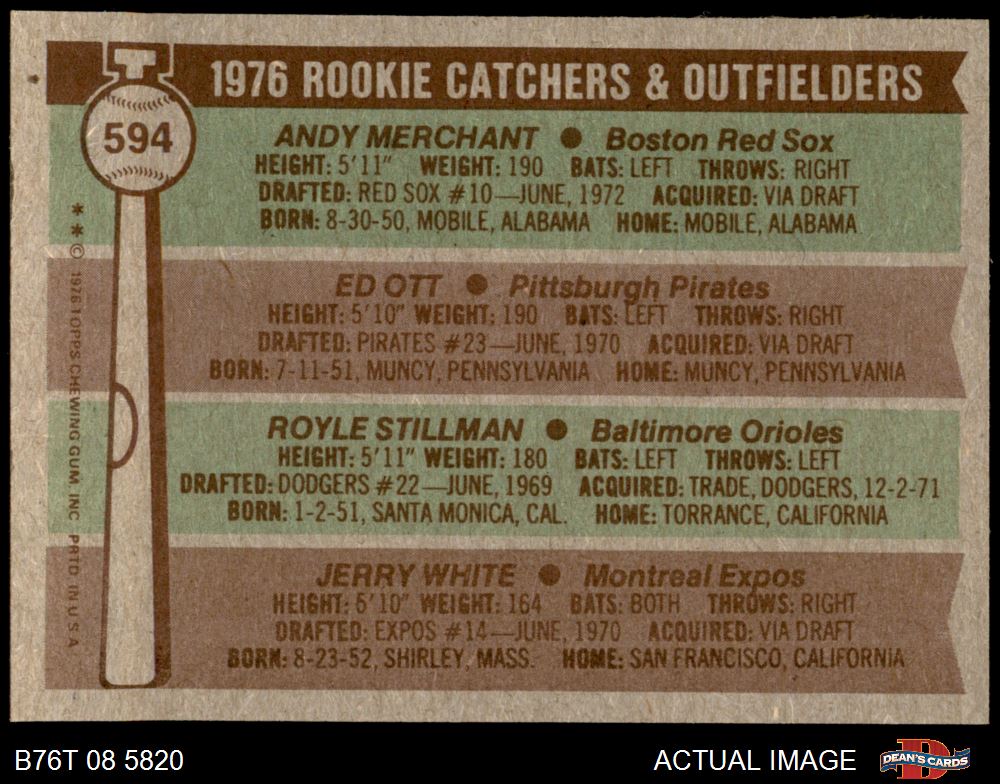 T
1976 ROOKIE CATCHERS & OUTFIELDERS
594
ANDY MERCHANT ● Boston Red Sox
HEIGHT: 5'11" WEIGHT: 190 BATS: LEFT THROWS: RIGHT
DRAFTED: RED SOX #10—JUNE, 1972 ACQUIRED: VIA DRAFT
BORN: 8-30-50, MOBILE, ALABAMA HOME: MOBILE, ALABAMA
ED OTT ● Pittsburgh Pirates
HEIGHT: 5'10" WEIGHT: 190 BATS: LEFT THROWS: RIGHT
DRAFTED: PIRATES #23—JUNE, 1970 ACQUIRED: VIA DRAFT
BORN: 7-11-51, MUNCY, PENNSYLVANIA HOME: MUNCY, PENNSYLVANIA
ROYLE STILLMAN ● Baltimore Orioles
HEIGHT: 5'11" WEIGHT: 180 BATS: LEFT THROWS: LEFT
DRAFTED: DODGERS #22—JUNE, 1969 ACQUIRED: TRADE, DODGERS, 12-2-71
BORN: 1-2-51, SANTA MONICA, CAL. HOME: TORRANCE, CALIFORNIA
JERRY WHITE ● Montreal Expos
HEIGHT: 5'10" WEIGHT: 164 BATS: BOTH THROWS: RIGHT
DRAFTED: EXPOS #14—JUNE, 1970 ACQUIRED: VIA DRAFT
BORN: 8-23-52, SHIRLEY, MASS. HOME: SAN FRANCISCO, CALIFORNIA
* * © 1976 TOPPS CHEWING GUM, INC. PRTD. IN U.S.A.
B76T 08 5820
ACTUAL IMAGE
D
DEAN'S CARDS